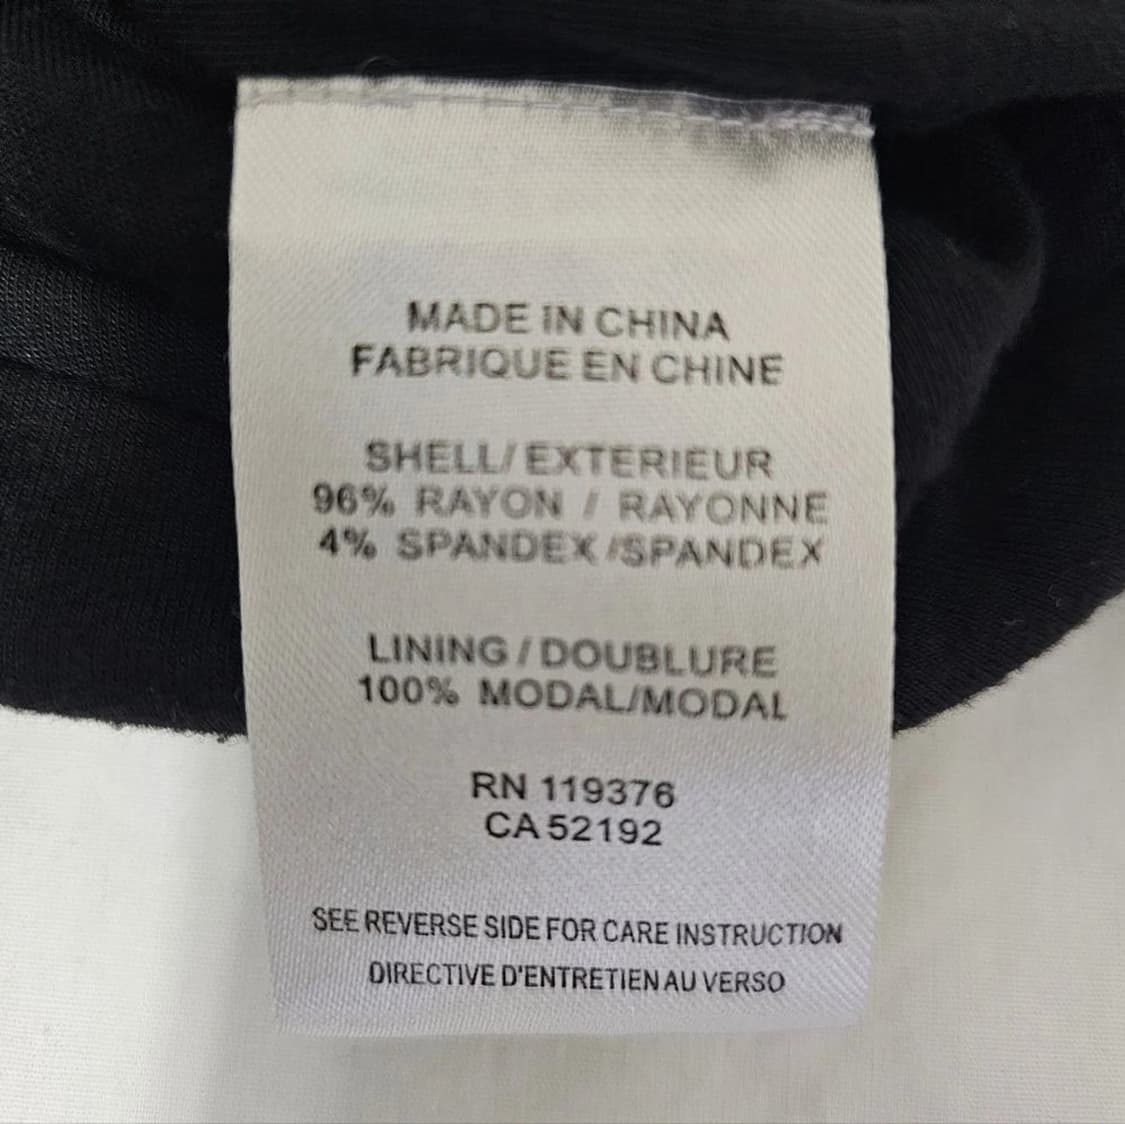 MADE IN CHINA
FABRIQUE EN CHINE
SHELL/EXTERIEUR
96% RAYON / RAYONNE
4% SPANDEX/SPANDEX
LINING/DOUBLURE
100% MODAL/MODAL
RN 119376
CA 52192
SEE REVERSE SIDE FOR CARE INSTRUCTION
DIRECTIVE D'ENTRETIEN AU VERSO